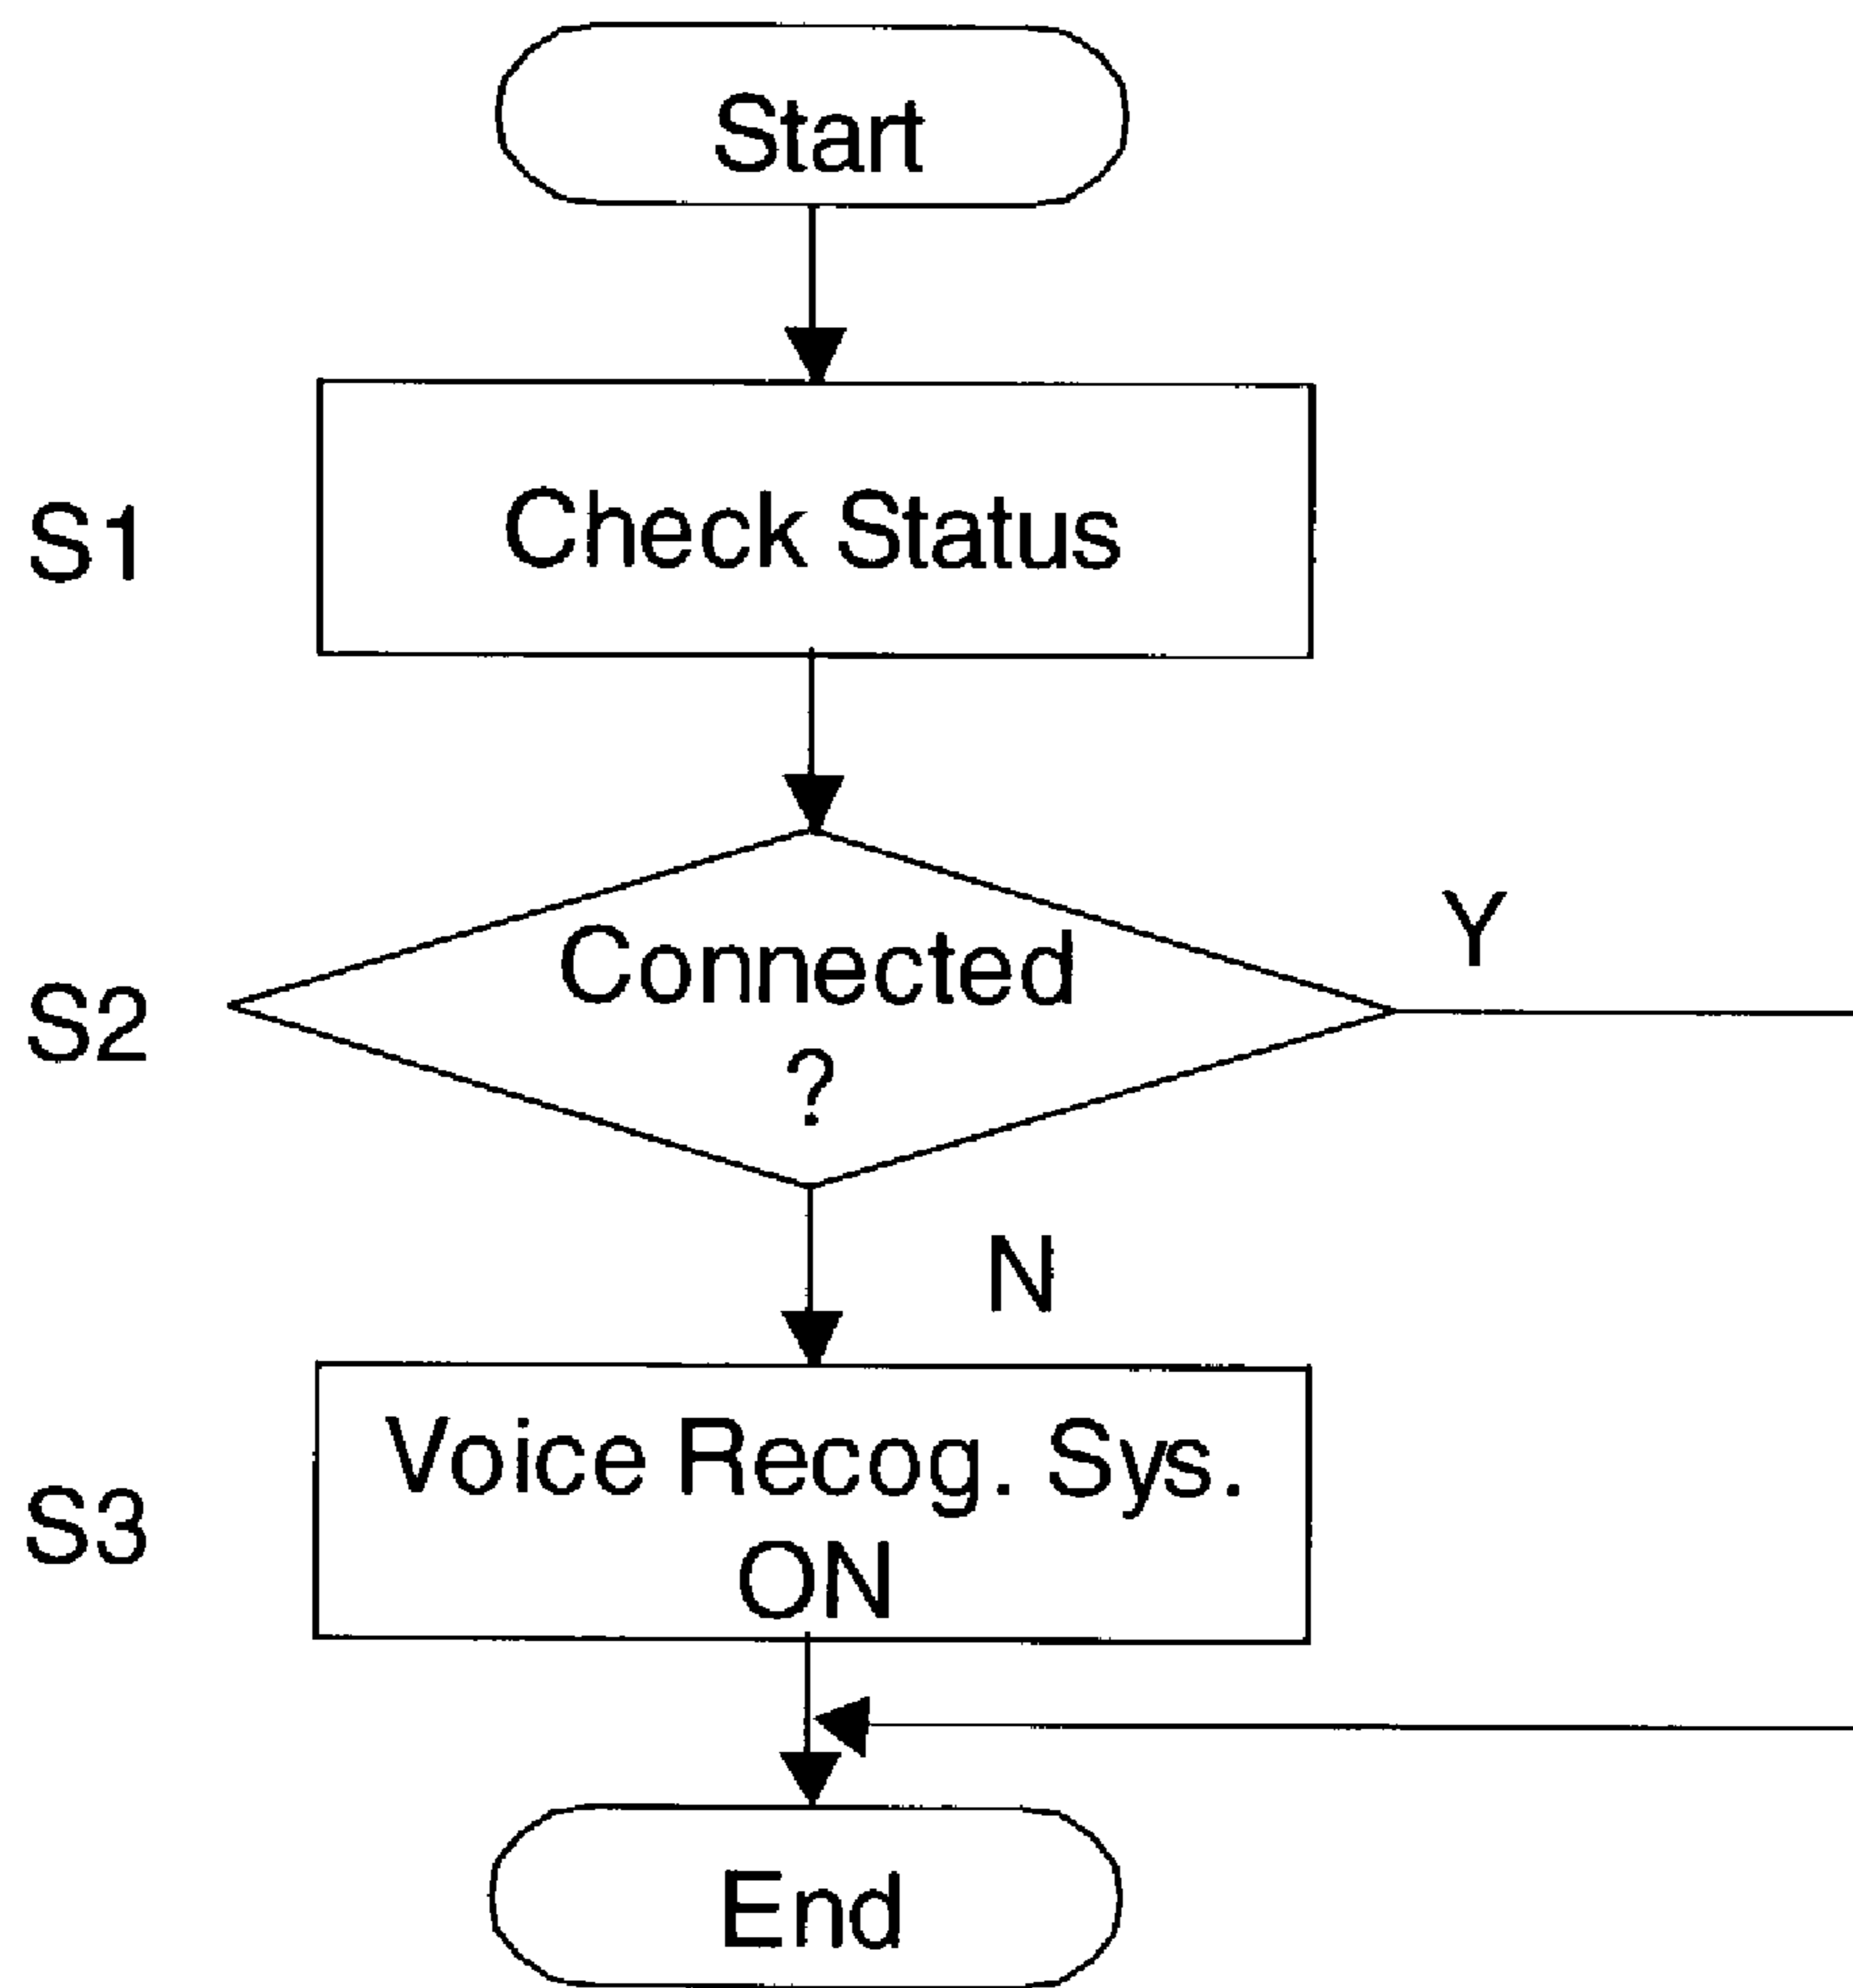 Start
S1
Check Status
S2
Connected
?
Y
N
S3
Voice Recog. Sys.
ON
End